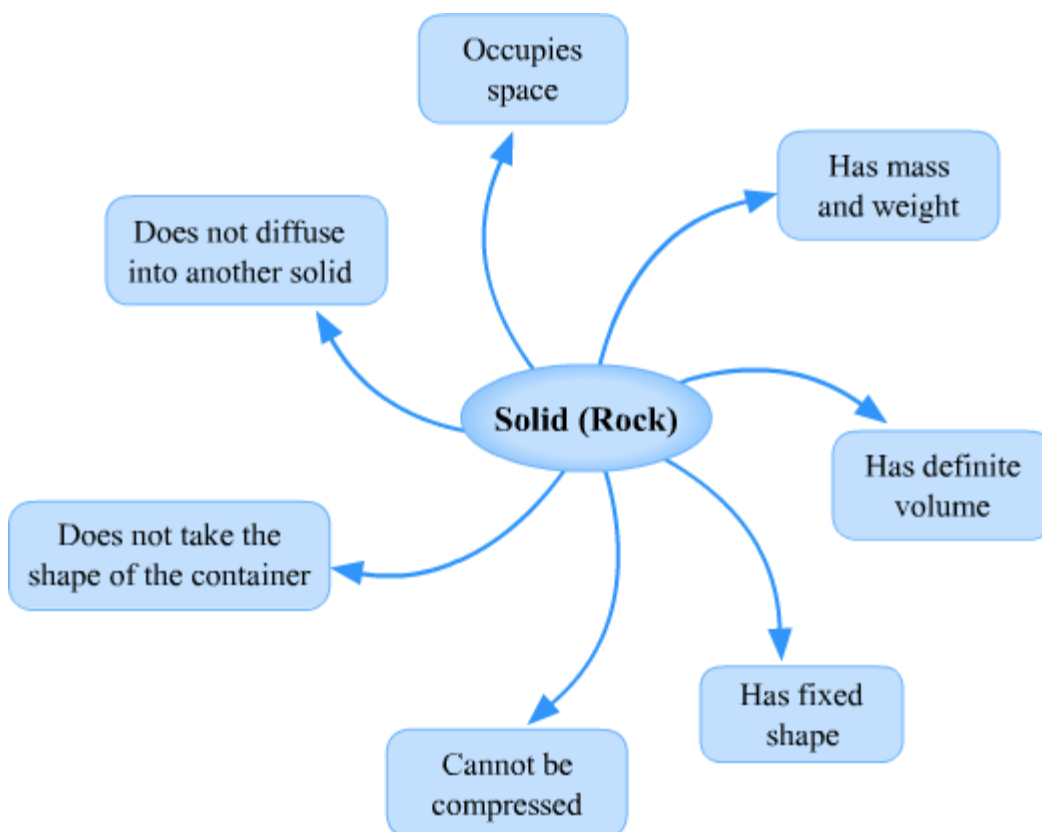 Occupies
space
Has mass
and weight
Does not diffuse
into another solid
Solid (Rock)
Has definite
volume
Does not take the
shape of the container
Has fixed
shape
Cannot be
compressed